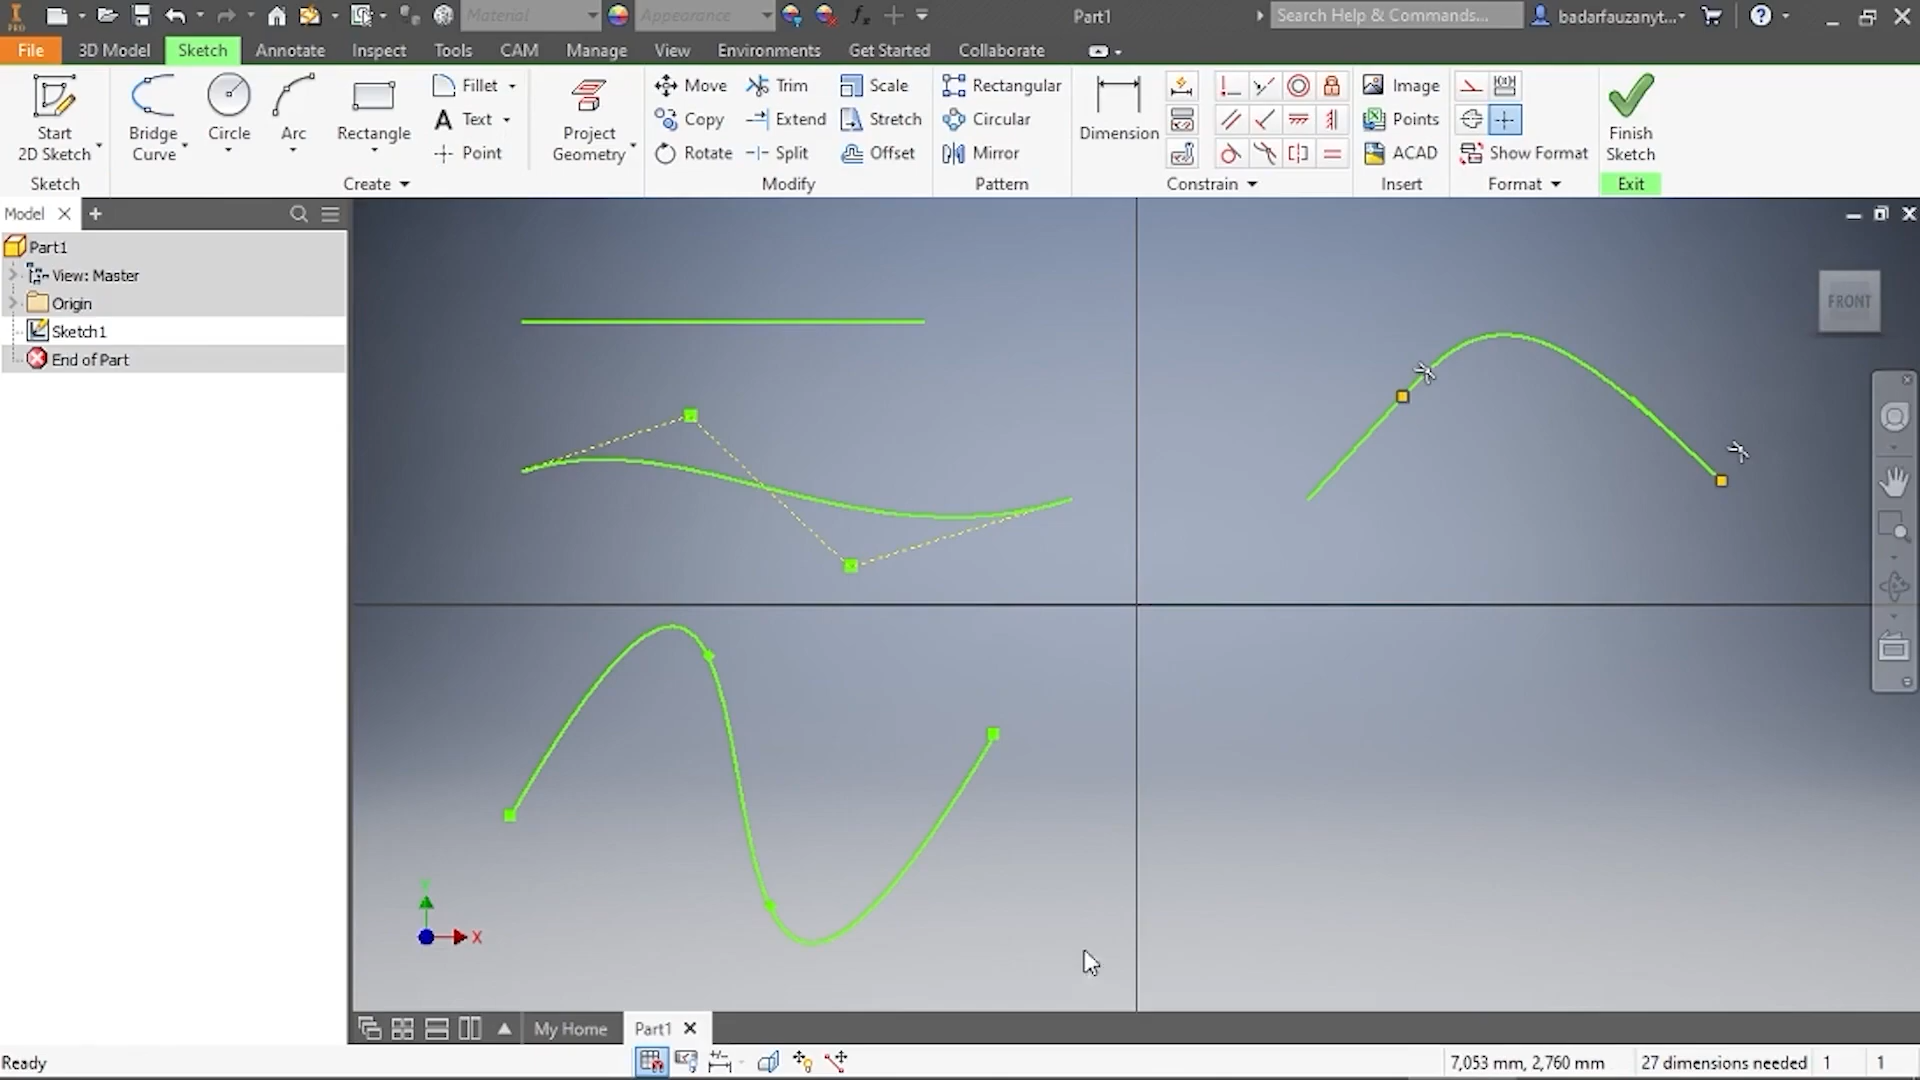 PRO
Material
Appearance
Part1
Search Help & Commands...
badarfauzanyt...
File
3D Model
Sketch
Annotate
Inspect
Tools
CAM
Manage
View
Environments
Get Started
Collaborate
Start
2D Sketch
Bridge
Curve
Circle
Arc
Rectangle
Fillet
Text
Point
Project
Geometry
Move
Copy
Rotate
Trim
Extend
Split
Scale
Stretch
Offset
Rectangular
Circular
Mirror
Dimension
Image
Points
ACAD
Show Format
Finish
Sketch
Sketch
Create
Modify
Pattern
Constrain
Insert
Format
Exit
Model
Part1
View: Master
Origin
Sketch1
End of Part
FRONT
X
My Home
Part1
Ready
7,053 mm, 2,760 mm
27 dimensions needed
1
1